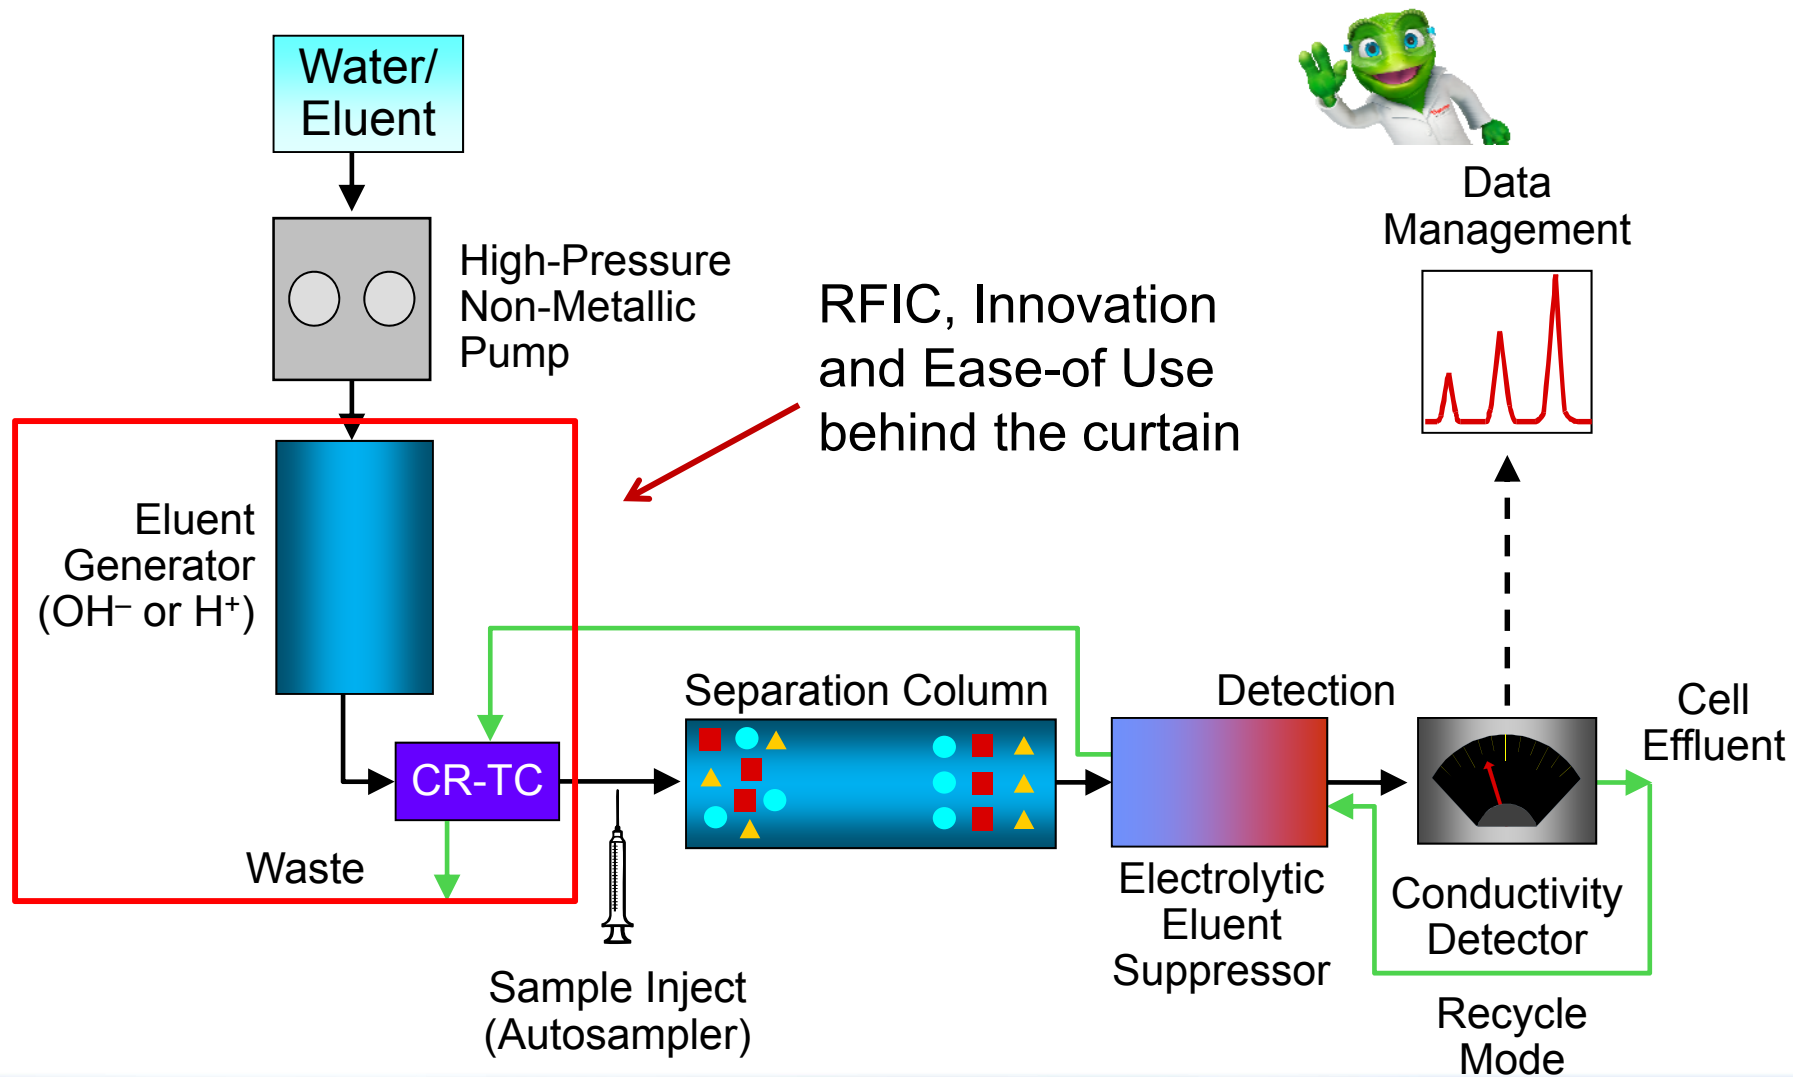 Water/
Eluent
High-Pressure
Non-Metallic
Pump
RFIC, Innovation
and Ease-of Use
behind the curtain
Data
Management
Eluent
Generator
(OH⁻ or H⁺)
CR-TC
Waste
Sample Inject
(Autosampler)
Separation Column
Detection
Electrolytic
Eluent
Suppressor
Cell
Effluent
Conductivity
Detector
Recycle
Mode